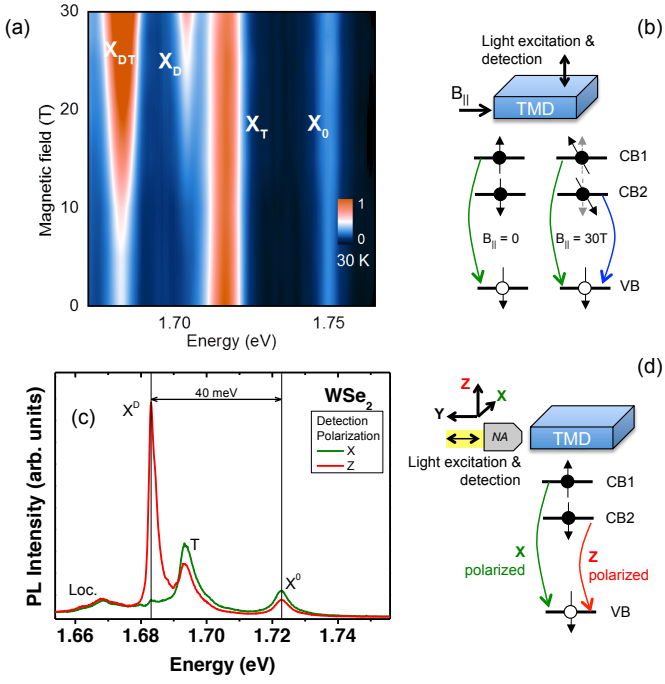 (a)
X_DT
X_D
X_T
X_0
Magnetic field (T)
30
20
10
0
1
0
30 K
1.70
1.75
Energy (eV)
(b)
Light excitation &
detection
B_||
TMD
CB1
CB2
B_|| = 0
B_|| = 30T
VB
(c)
X^D
40 meV
WSe_2
Detection
Polarization
X
Z
T
X^0
Loc.
PL Intensity (arb. units)
1.66
1.68
1.70
1.72
1.74
Energy (eV)
(d)
Z
X
Y
NA
TMD
Light excitation &
detection
CB1
CB2
X
polarized
Z
polarized
VB